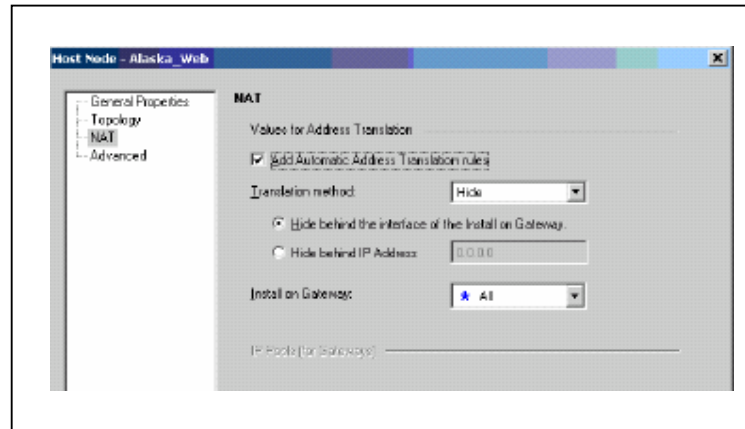 Host Node - Alaska_Web
General Properties
Topology
NAT
Advanced
NAT
Values for Address Translation
Add Automatic Address Translation rules
Translation method:
Hide
Hide behind the interface of the Install on Gateway.
Hide behind IP Address
0.0.0.0
Install on Gateway:
All
IP Pools (for Gateways)